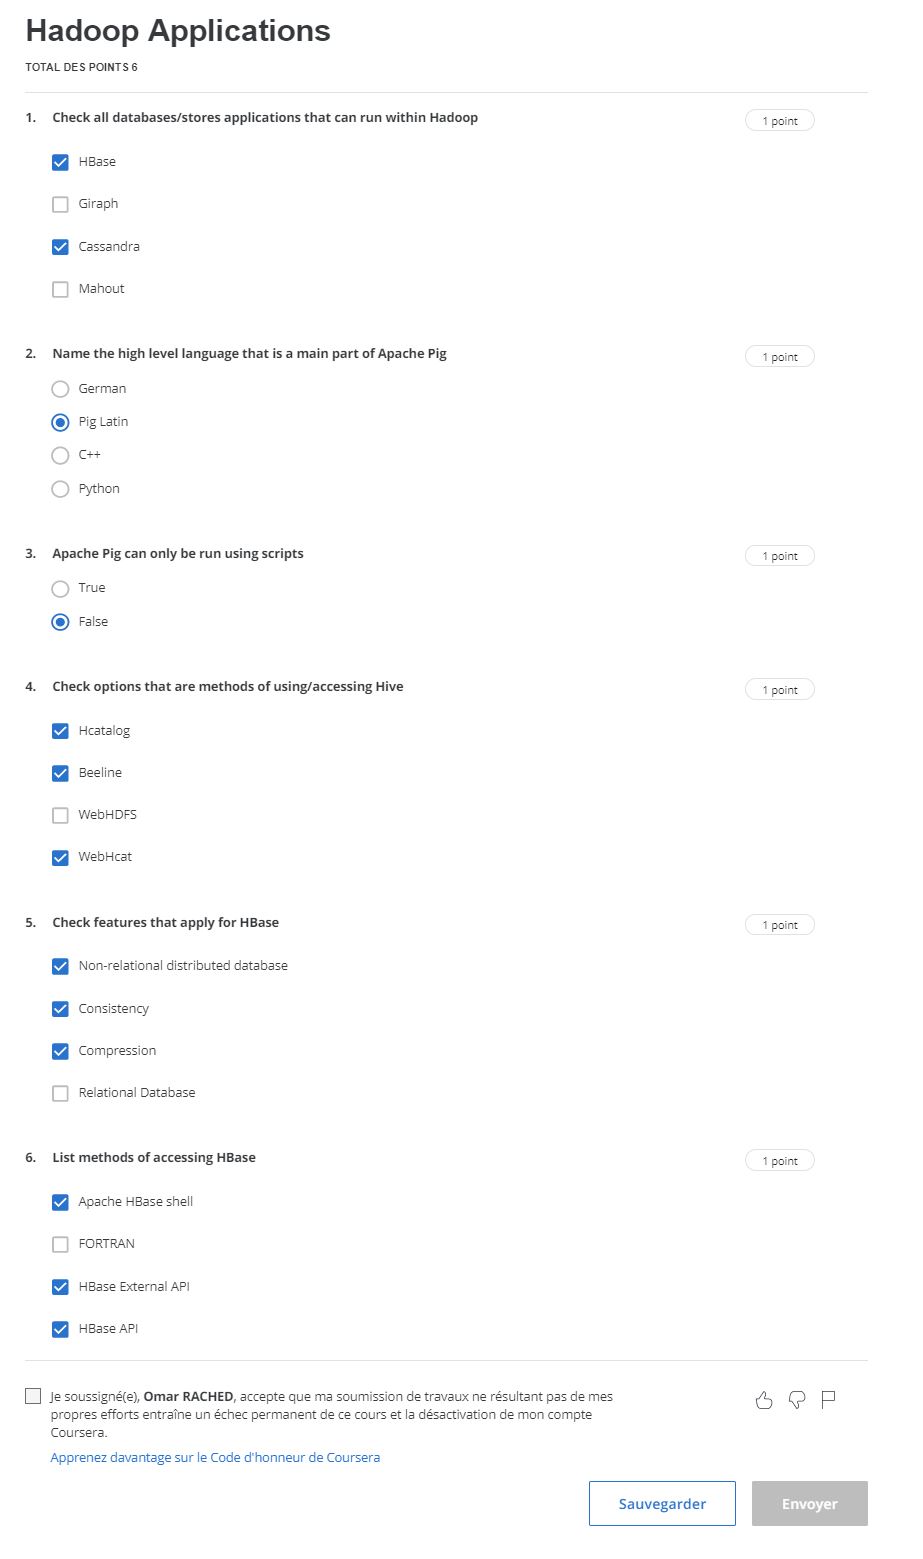 Hadoop Applications
TOTAL DES POINTS 6
1. Check all databases/stores applications that can run within Hadoop 1 point
HBase
Giraph
Cassandra
Mahout
2. Name the high level language that is a main part of Apache Pig 1 point
German
Pig Latin
C++
Python
3. Apache Pig can only be run using scripts 1 point
True
False
4. Check options that are methods of using/accessing Hive 1 point
Hcatalog
Beeline
WebHDFS
WebHcat
5. Check features that apply for HBase 1 point
Non-relational distributed database
Consistency
Compression
Relational Database
6. List methods of accessing HBase 1 point
Apache HBase shell
FORTRAN
HBase External API
HBase API
Je soussigné(e), Omar RACHED, accepte que ma soumission de travaux ne résultant pas de mes
propres efforts entraîne un échec permanent de ce cours et la désactivation de mon compte
Coursera.
Apprenez davantage sur le Code d'honneur de Coursera
Sauvegarder Envoyer